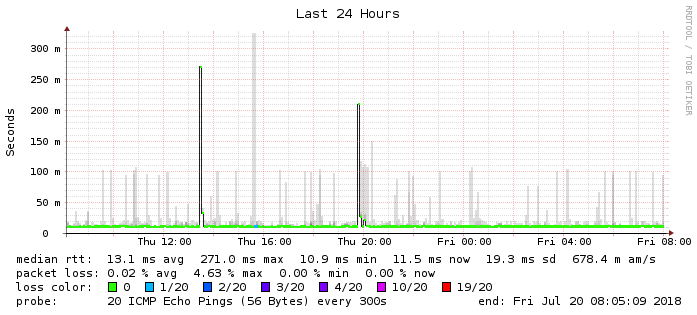 Last 24 Hours
RRDTOOL / TOBI OETIKER
Seconds
300 m
250 m
200 m
150 m
100 m
50 m
0
Thu 12:00 Thu 16:00 Thu 20:00 Fri 00:00 Fri 04:00 Fri 08:00
median rtt: 13.1 ms avg 271.0 ms max 10.9 ms min 11.5 ms now 19.3 ms sd 678.4 m am/s
packet loss: 0.02 % avg 4.63 % max 0.00 % min 0.00 % now
loss color: 0 1/20 2/20 3/20 4/20 10/20 19/20
probe: 20 ICMP Echo Pings (56 Bytes) every 300s end: Fri Jul 20 08:05:09 2018